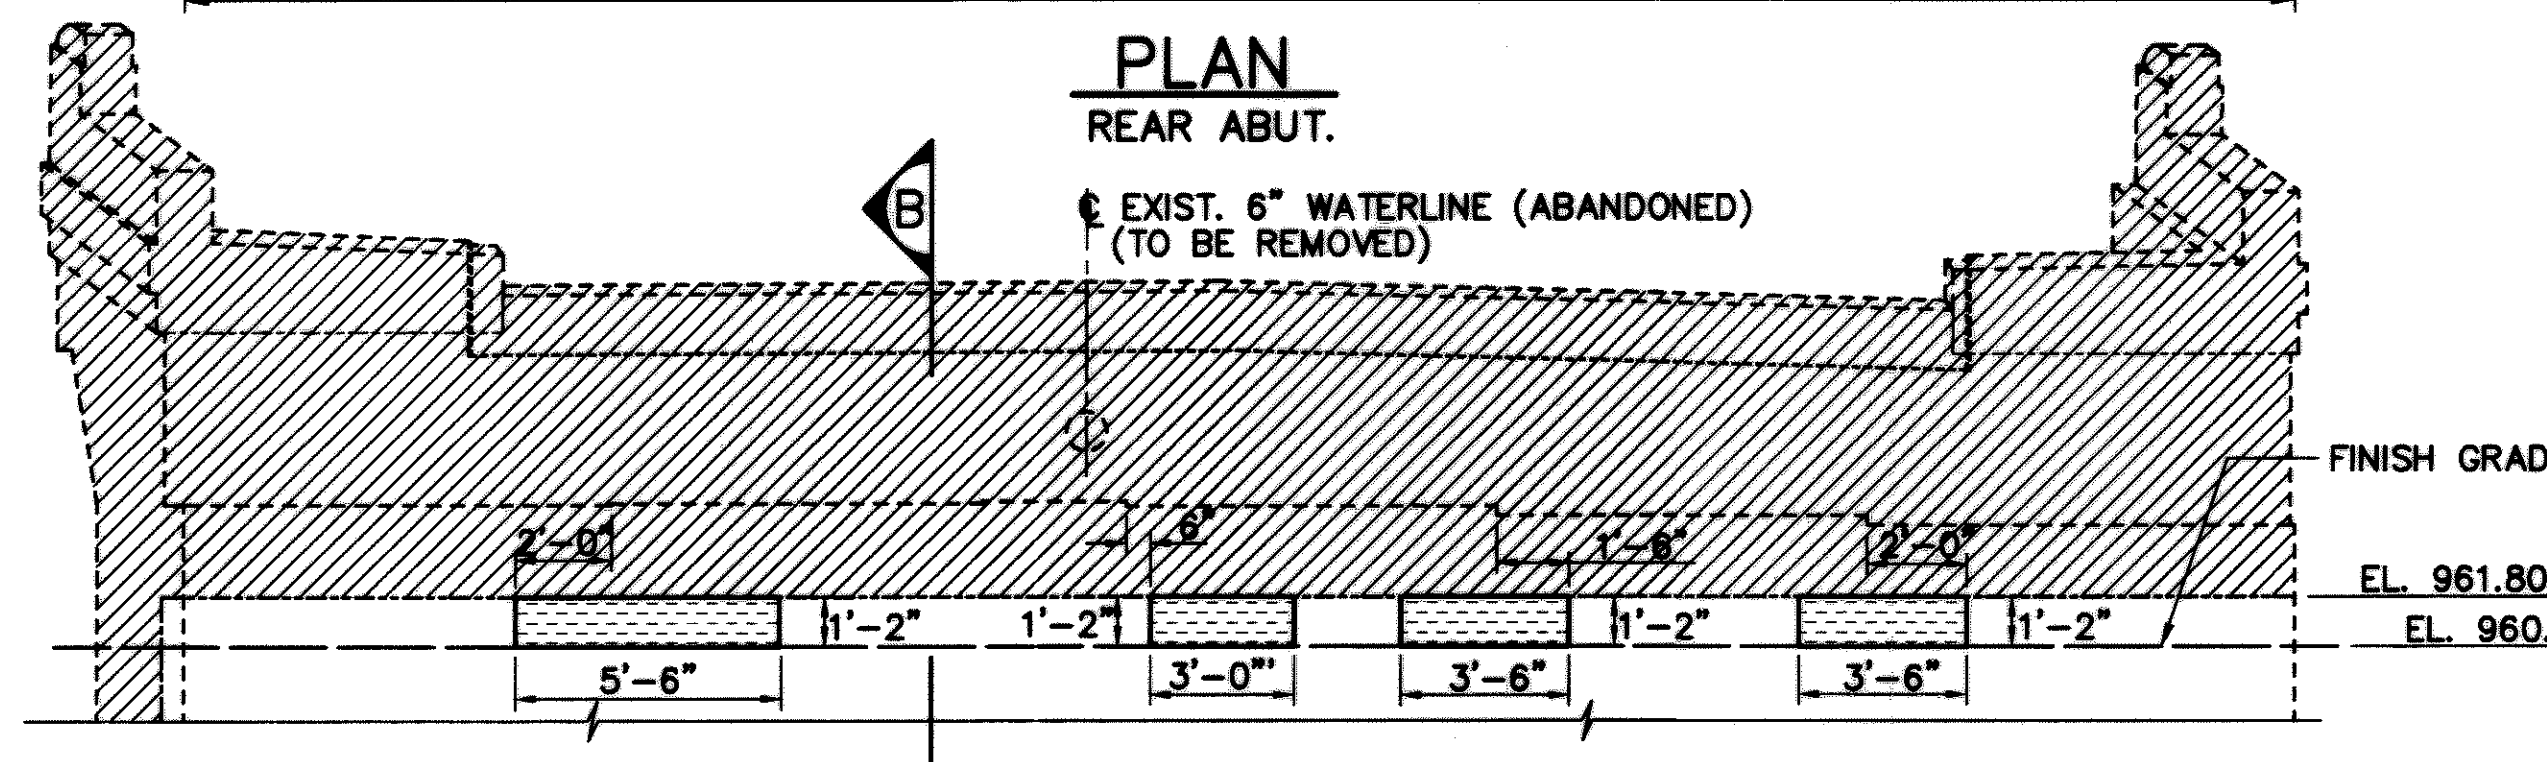 PLAN
REAR ABUT.
B
℄ EXIST. 6" WATERLINE (ABANDONED)
(TO BE REMOVED)
FINISH GRAD
2'-0"
6"
1'-6"
2'-0"
EL. 961.80
1'-2"
1'-2"
1'-2"
1'-2"
EL. 960.
5'-6"
3'-0"'
3'-6"
3'-6"